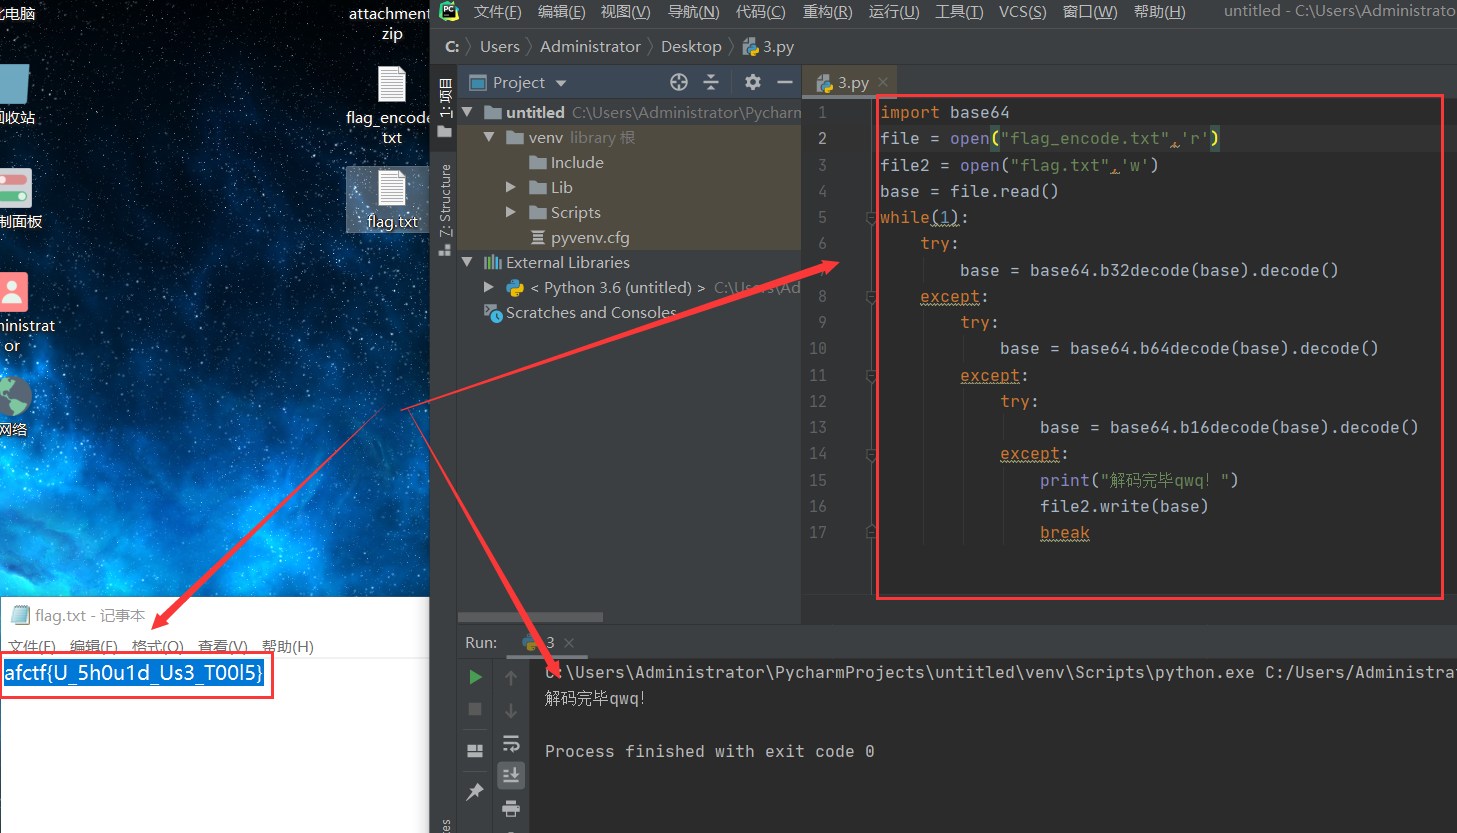 此电脑
attachment
zip
回收站
flag_encode
txt
控制面板
flag.txt
ministrat
or
网络
flag.txt - 记事本
文件(F) 编辑(E) 格式(O) 查看(V) 帮助(H)
afctf{U_5h0u1d_Us3_T00l5}
文件(F) 编辑(E) 视图(V) 导航(N) 代码(C) 重构(R) 运行(U) 工具(T) VCS(S) 窗口(W) 帮助(H) untitled - C:\Users\Administrato
C: Users Administrator Desktop 3.py
1: 项目
Z: Structure
Project
untitled C:\Users\Administrator\Pycharm
venv library 根
Include
Lib
Scripts
pyvenv.cfg
External Libraries
< Python 3.6 (untitled) > C:\Users\Ad
Scratches and Consoles
3.py
1 import base64
2 file = open("flag_encode.txt",'r')
3 file2 = open("flag.txt",'w')
4 base = file.read()
5 while(1):
6 try:
base = base64.b32decode(base).decode()
8 except:
9 try:
10 base = base64.b64decode(base).decode()
11 except:
12 try:
13 base = base64.b16decode(base).decode()
14 except:
15 print("解码完毕qwq！")
16 file2.write(base)
17 break
Run: 3
C:\Users\Administrator\PycharmProjects\untitled\venv\Scripts\python.exe C:/Users/Administra
解码完毕qwq！
Process finished with exit code 0